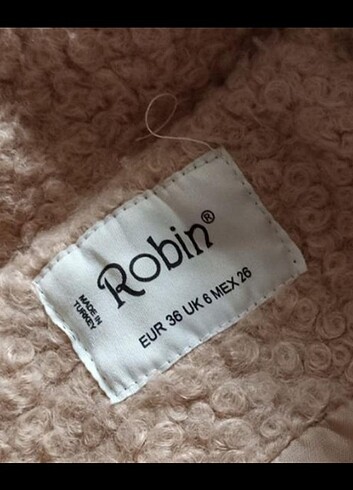 Robin®
MADE IN
TURKEY
EUR 36 UK 6 MEX 26